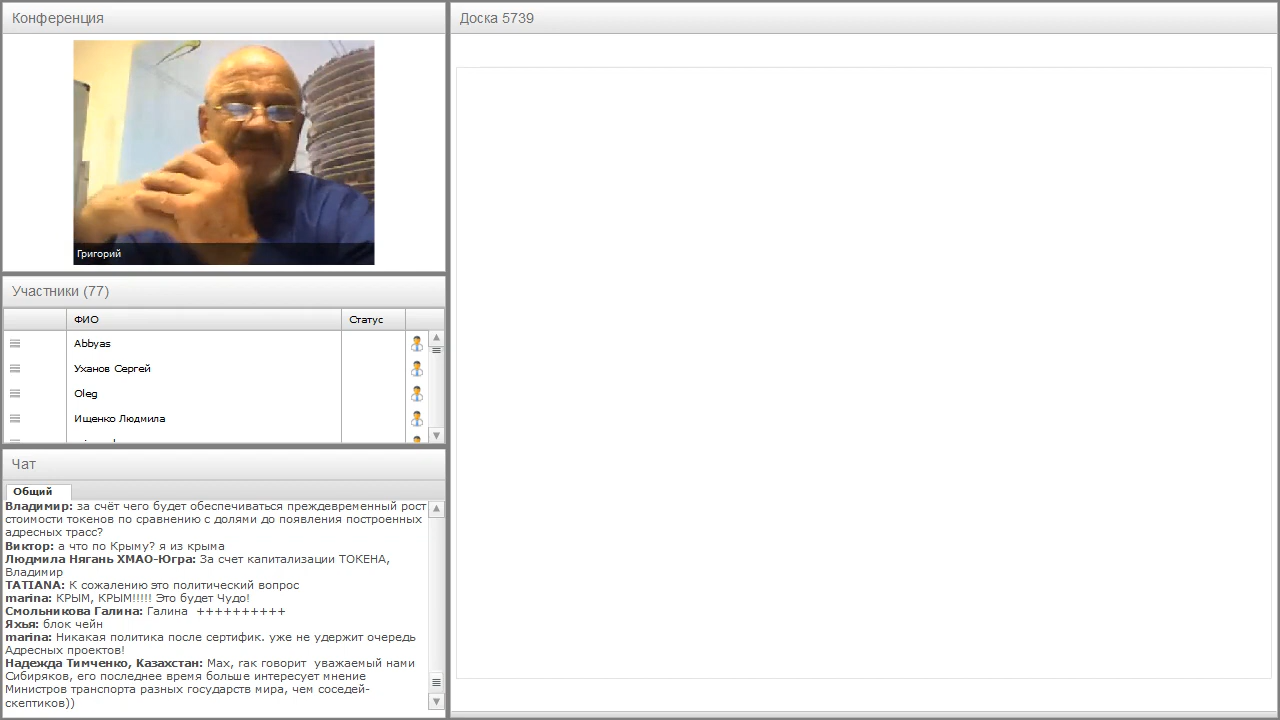 Конференция
Григорий
Участники (77)
ФИО Статус
Abbyas
Уханов Сергей
Oleg
Ищенко Людмила
Чат
Общий
Владимир: за счёт чего будет обеспечиваться преждевременный рост
стоимости токенов по сравнению с долями до появления построенных
адресных трасс?
Виктор: а что по Крыму? я из крыма
Людмила Нягань ХМАО-Югра: За счет капитализации ТОКЕНА,
Владимир
TATIANA: К сожалению это политический вопрос
marina: КРЫМ, КРЫМ!!!!! Это будет Чудо!
Смольникова Галина: Галина ++++++++++
Яхья: блок чейн
marina: Никакая политика после сертифик. уже не удержит очередь
Адресных проектов!
Надежда Тимченко, Казахстан: Мах, гак говорит уважаемый нами
Сибиряков, его последнее время больше интересует мнение
Министров транспорта разных государств мира, чем соседей-
скептиков))
Доска 5739